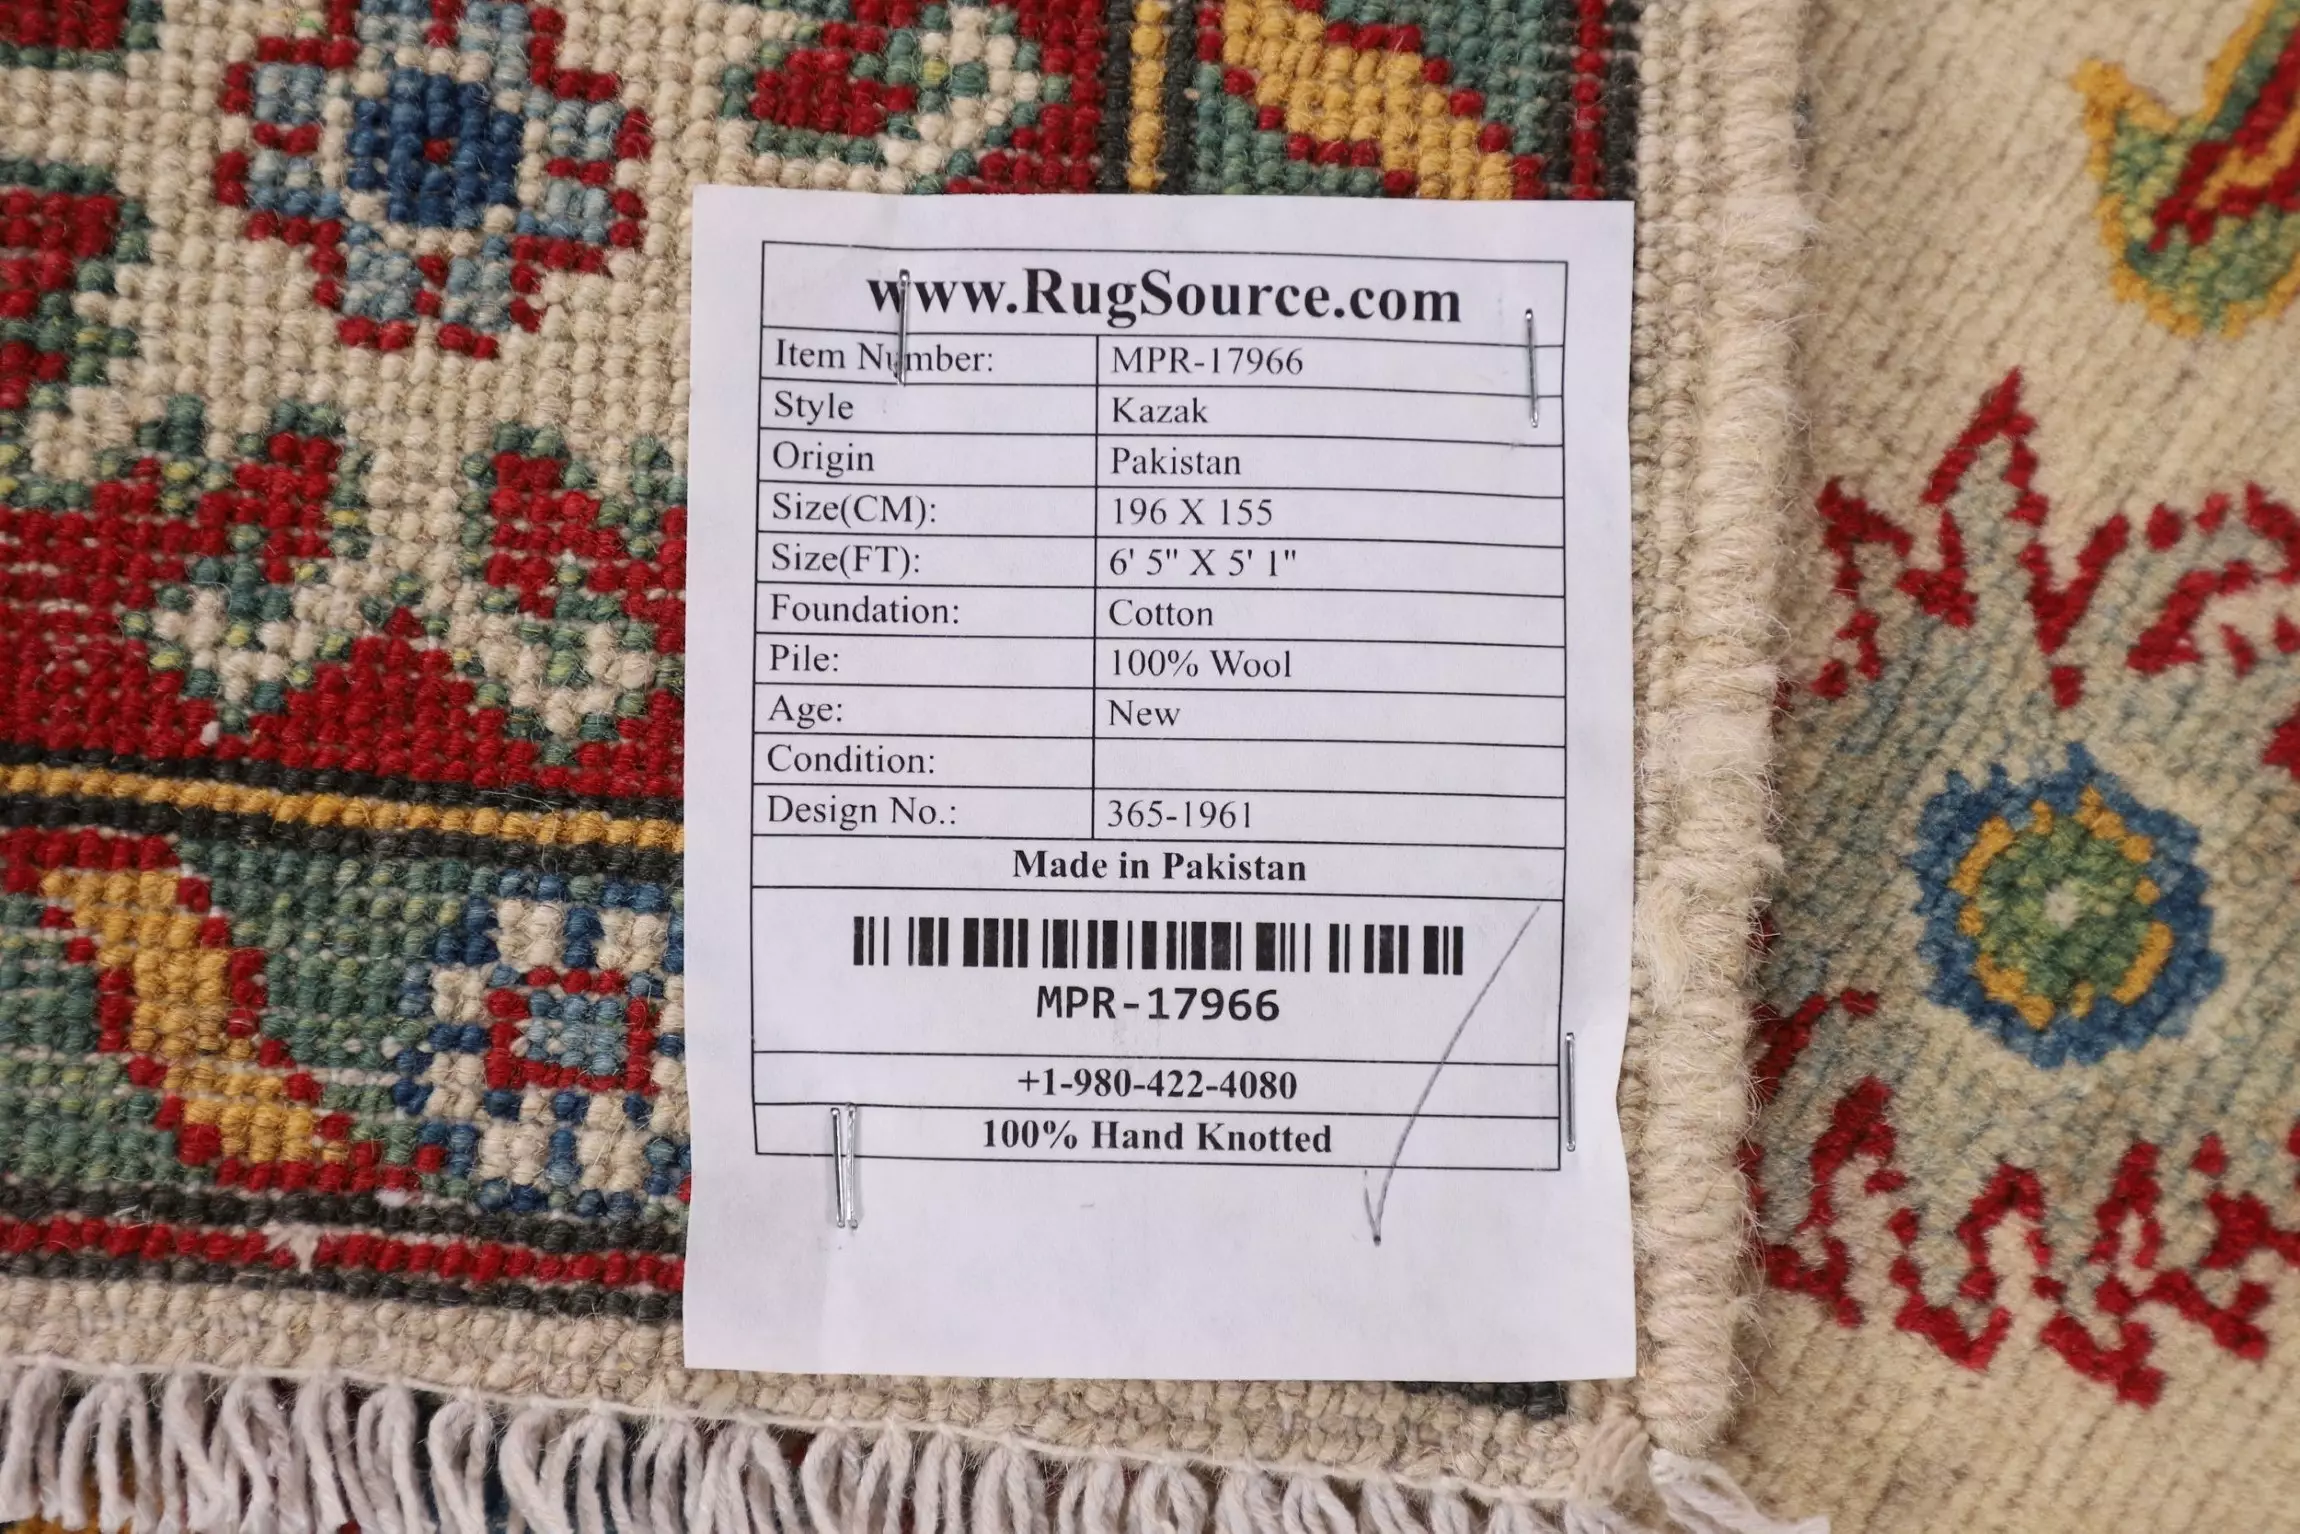 www.RugSource.com
Item Number: MPR-17966
Style Kazak
Origin Pakistan
Size(CM): 196 X 155
Size(FT): 6' 5" X 5' 1"
Foundation: Cotton
Pile: 100% Wool
Age: New
Condition:
Design No.: 365-1961
Made in Pakistan
MPR-17966
+1-980-422-4080
100% Hand Knotted